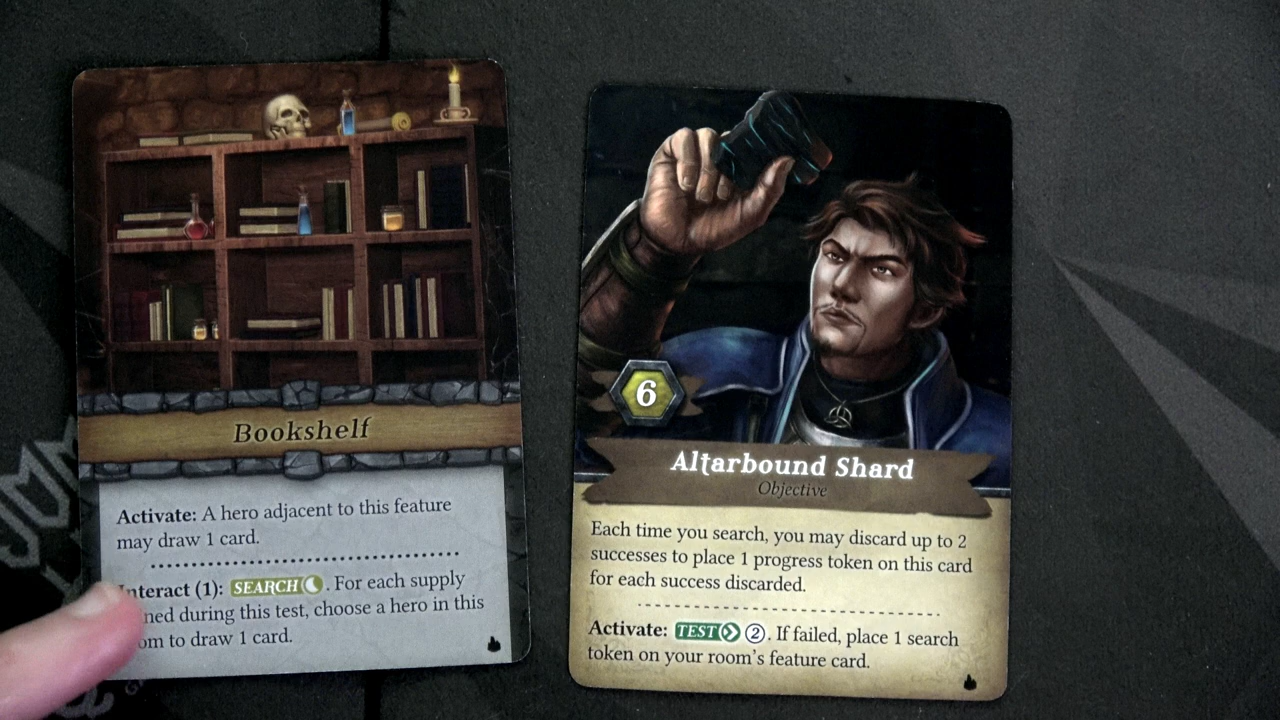 Bookshelf
Activate: A hero adjacent to this feature
may draw 1 card.
Interact (1): SEARCH. For each supply
during this test, choose a hero in this
to draw 1 card.
6
Altarbound Shard
Objective
Each time you search, you may discard up to 2
successes to place 1 progress token on this card
for each success discarded.
Activate: TEST 2. If failed, place 1 search
token on your room's feature card.